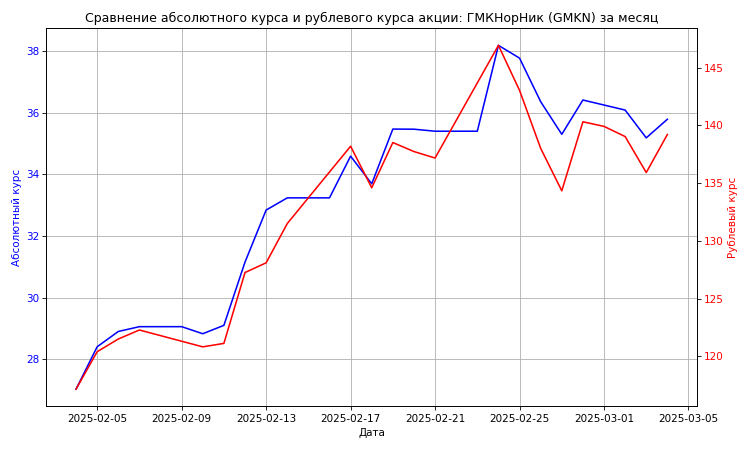 Сравнение абсолютного курса и рублевого курса акции: ГМКНорНик (GMKN) за месяц
38
36
34
32
30
28
Абсолютный курс
145
140
135
130
125
120
Рублевый курс
2025-02-05 2025-02-09 2025-02-13 2025-02-17 2025-02-21 2025-02-25 2025-03-01 2025-03-05
Дата